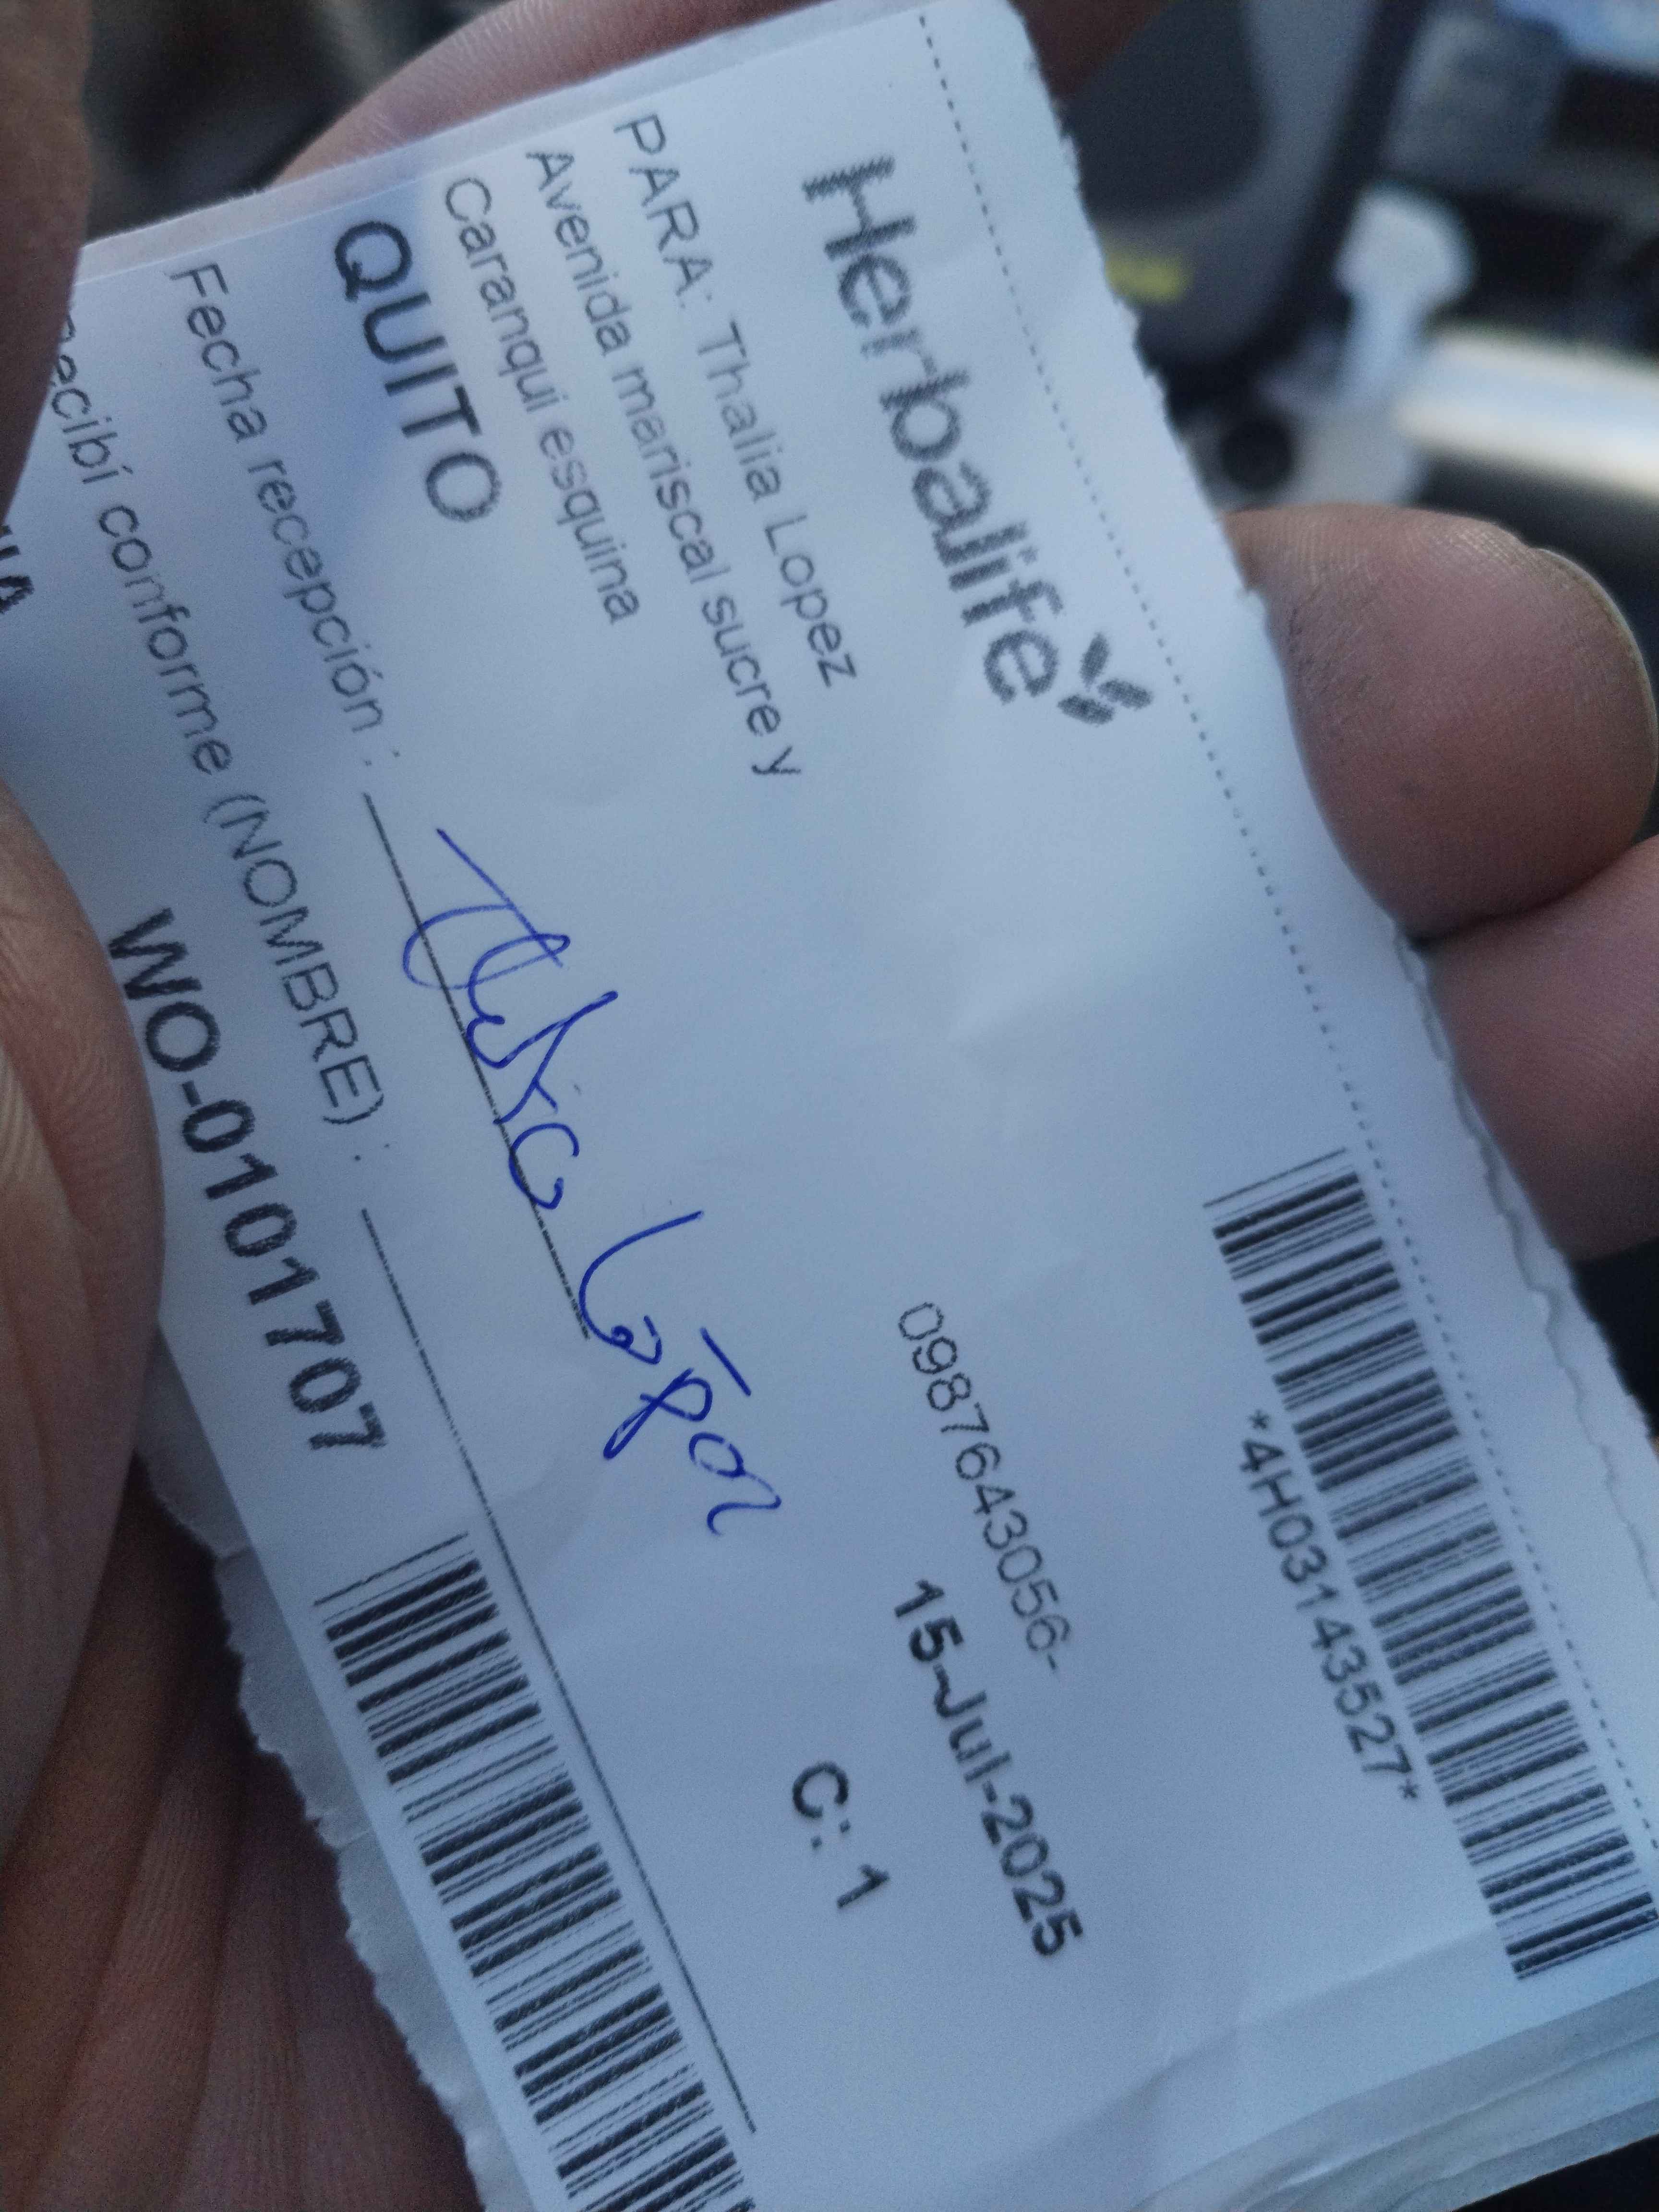 *4H03143527*
Herbalife
PARA: Thalia Lopez
0987643056-
Avenida mariscal sucre y
Caranqui esquina
15-Jul-2025
QUITO
C: 1
Fecha recepción :
Thalia López
recibí conforme (NOMBRE) :
WO-0101707